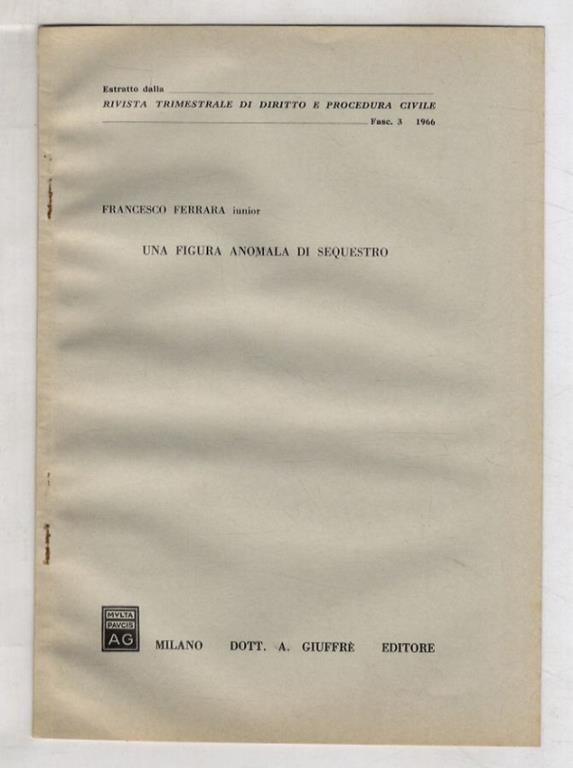 Estratto dalla
RIVISTA TRIMESTRALE DI DIRITTO E PROCEDURA CIVILE
Fasc. 3 1966
FRANCESCO FERRARA iunior
UNA FIGURA ANOMALA DI SEQUESTRO
MVLTA
PAVCIS
AG
MILANO DOTT. A. GIUFFRÈ EDITORE